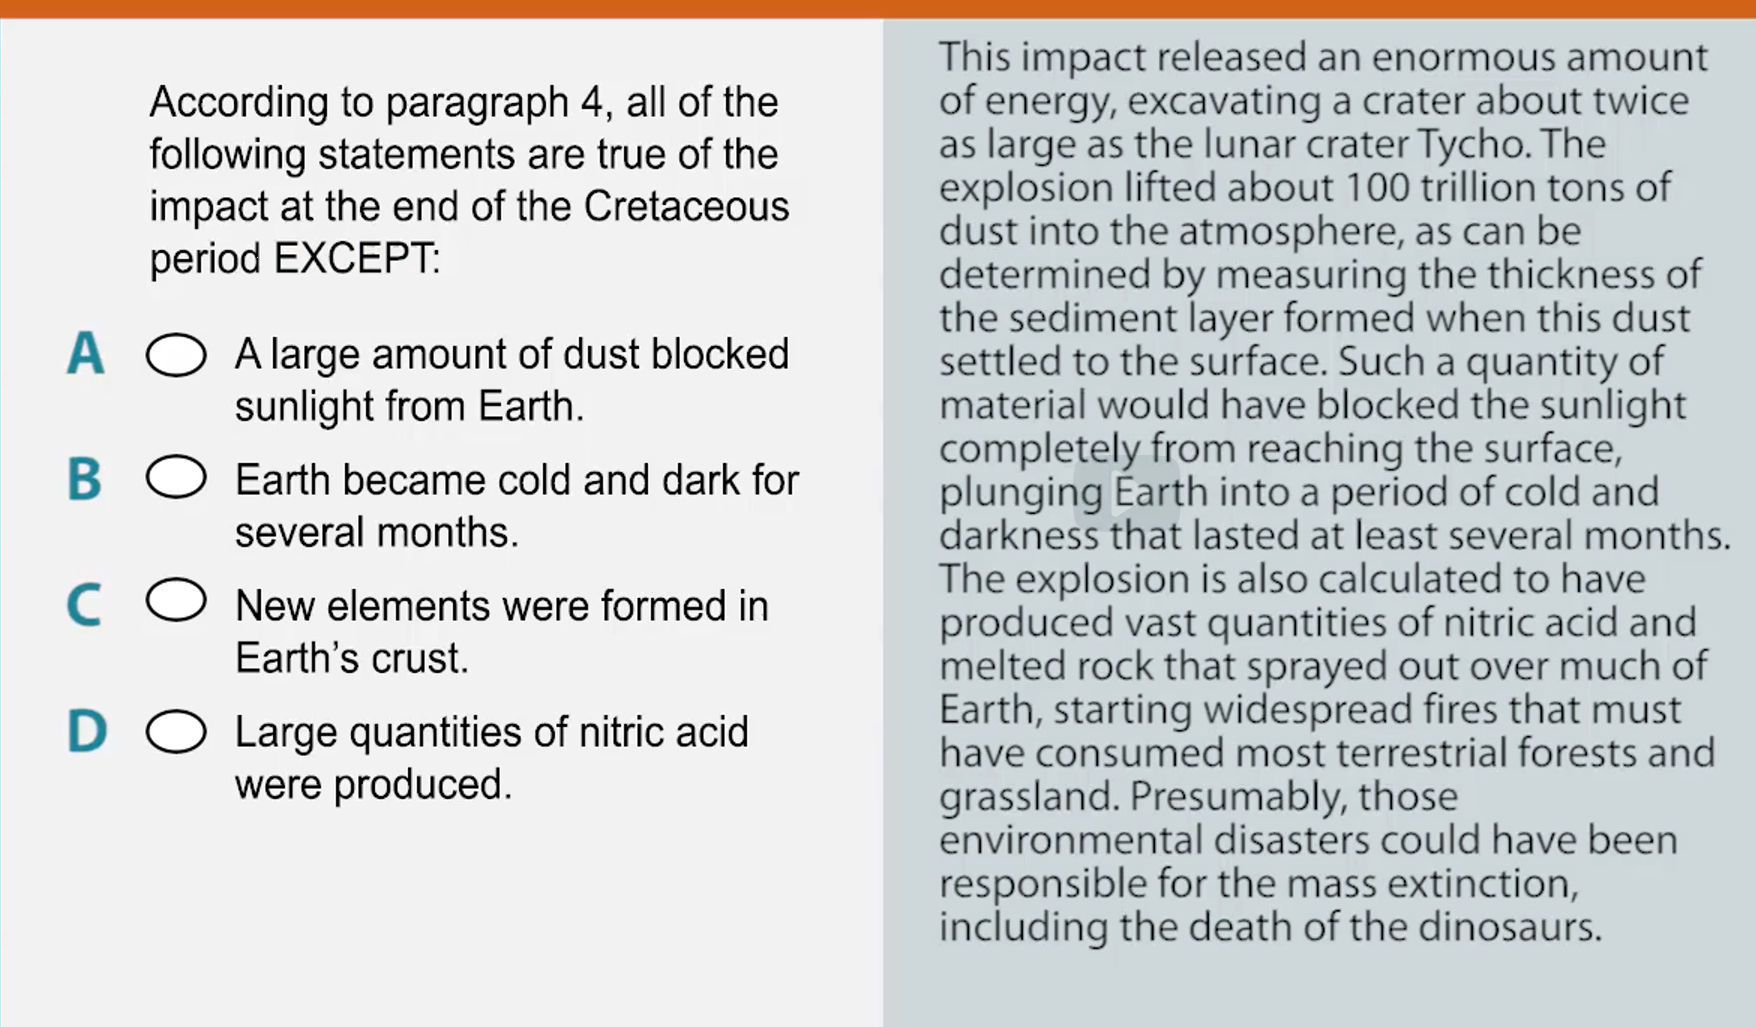 According to paragraph 4, all of the
following statements are true of the
impact at the end of the Cretaceous
period EXCEPT:
A A large amount of dust blocked
sunlight from Earth.
B Earth became cold and dark for
several months.
C New elements were formed in
Earth's crust.
D Large quantities of nitric acid
were produced.
This impact released an enormous amount
of energy, excavating a crater about twice
as large as the lunar crater Tycho. The
explosion lifted about 100 trillion tons of
dust into the atmosphere, as can be
determined by measuring the thickness of
the sediment layer formed when this dust
settled to the surface. Such a quantity of
material would have blocked the sunlight
completely from reaching the surface,
plunging Earth into a period of cold and
darkness that lasted at least several months.
The explosion is also calculated to have
produced vast quantities of nitric acid and
melted rock that sprayed out over much of
Earth, starting widespread fires that must
have consumed most terrestrial forests and
grassland. Presumably, those
environmental disasters could have been
responsible for the mass extinction,
including the death of the dinosaurs.